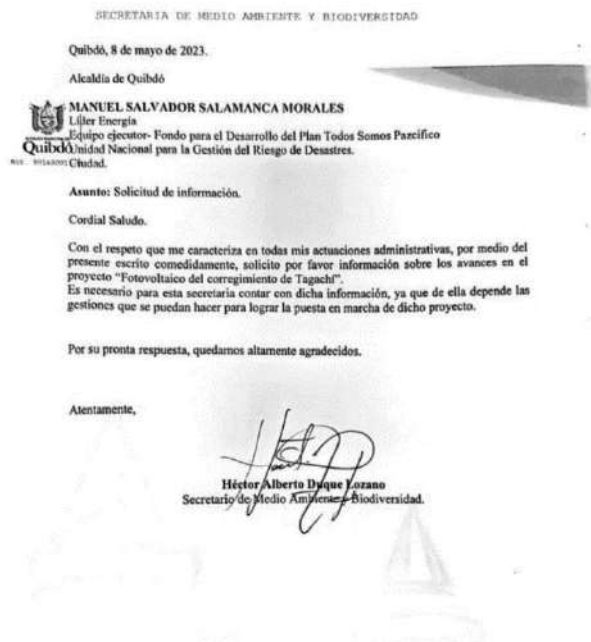 SECRETARIA DE MEDIO AMBIENTE Y BIODIVERSIDAD
Quibdó, 8 de mayo de 2023.
Alcaldía de Quibdó
MANUEL SALVADOR SALAMANCA MORALES
Líder Energía
Equipo ejecutor- Fondo para el Desarrollo del Plan Todos Somos Pazcifico
Quibdó
Unidad Nacional para la Gestión del Riesgo de Desastres.
Ciudad.
Asunto: Solicitud de información.
Cordial Saludo.
Con el respeto que me caracteriza en todas mis actuaciones administrativas, por medio del
presente escrito comedidamente, solicito por favor información sobre los avances en el
proyecto “Fotovoltaico del corregimiento de Tagachí”.
Es necesario para esta secretaria contar con dicha información, ya que de ella depende las
gestiones que se puedan hacer para lograr la puesta en marcha de dicho proyecto.
Por su pronta respuesta, quedamos altamente agradecidos.
Atentamente,
Héctor Alberto Duque Lozano
Secretario de Medio Ambiente y Biodiversidad.